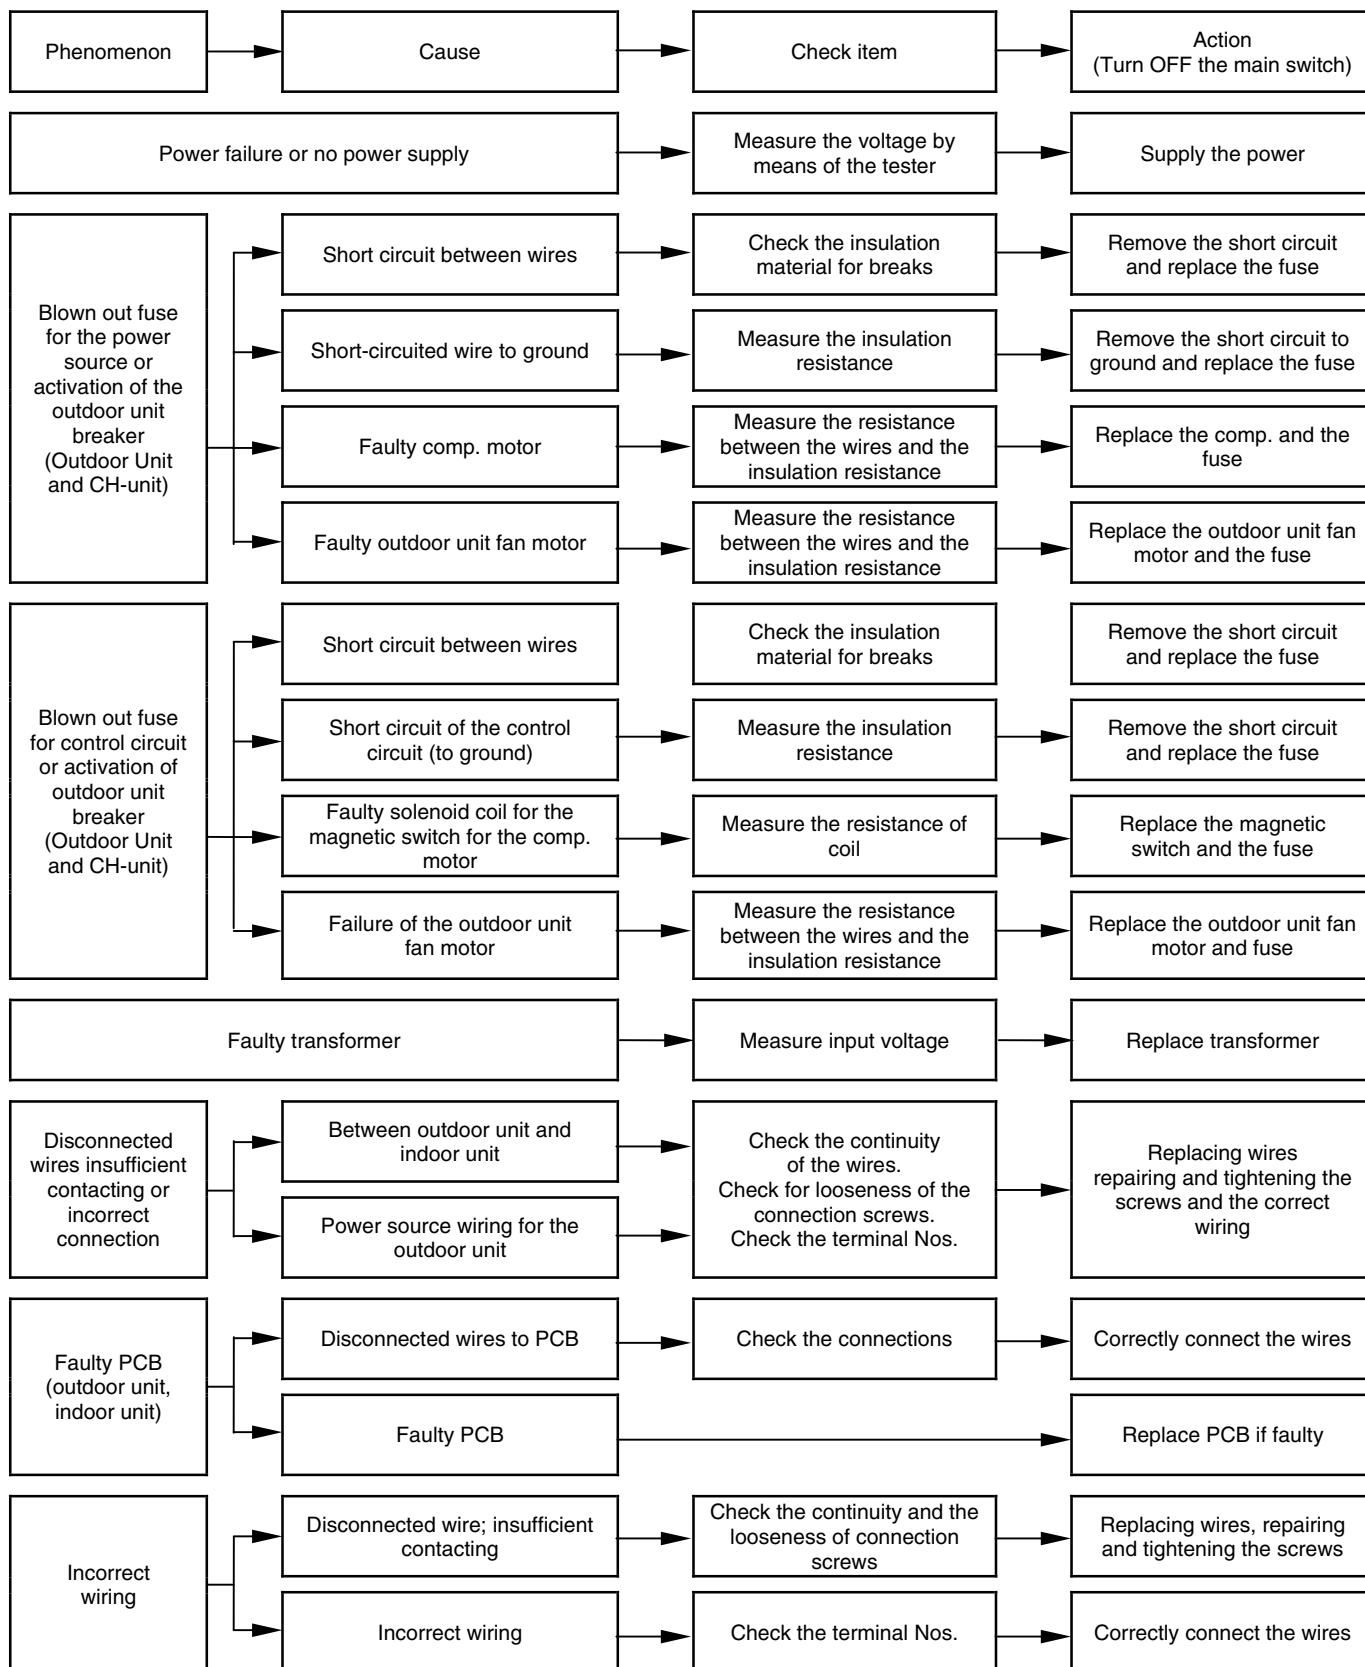 Phenomenon
Cause
Check item
Action
(Turn OFF the main switch)
Power failure or no power supply
Measure the voltage by
means of the tester
Supply the power
Blown out fuse
for the power
source or
activation of the
outdoor unit
breaker
(Outdoor Unit
and CH-unit)
Short circuit between wires
Check the insulation
material for breaks
Remove the short circuit
and replace the fuse
Short-circuited wire to ground
Measure the insulation
resistance
Remove the short circuit to
ground and replace the fuse
Faulty comp. motor
Measure the resistance
between the wires and the
insulation resistance
Replace the comp. and the
fuse
Faulty outdoor unit fan motor
Measure the resistance
between the wires and the
insulation resistance
Replace the outdoor unit fan
motor and the fuse
Blown out fuse
for control circuit
or activation of
outdoor unit
breaker
(Outdoor Unit
and CH-unit)
Short circuit between wires
Check the insulation
material for breaks
Remove the short circuit
and replace the fuse
Short circuit of the control
circuit (to ground)
Measure the insulation
resistance
Remove the short circuit
and replace the fuse
Faulty solenoid coil for the
magnetic switch for the comp.
motor
Measure the resistance of
coil
Replace the magnetic
switch and the fuse
Failure of the outdoor unit
fan motor
Measure the resistance
between the wires and the
insulation resistance
Replace the outdoor unit fan
motor and fuse
Faulty transformer
Measure input voltage
Replace transformer
Disconnected
wires insufficient
contacting or
incorrect
connection
Between outdoor unit and
indoor unit
Power source wiring for the
outdoor unit
Check the continuity
of the wires.
Check for looseness of the
connection screws.
Check the terminal Nos.
Replacing wires
repairing and tightening the
screws and the correct
wiring
Faulty PCB
(outdoor unit,
indoor unit)
Disconnected wires to PCB
Check the connections
Correctly connect the wires
Faulty PCB
Replace PCB if faulty
Incorrect
wiring
Disconnected wire; insufficient
contacting
Check the continuity and the
looseness of connection
screws
Replacing wires, repairing
and tightening the screws
Incorrect wiring
Check the terminal Nos.
Correctly connect the wires